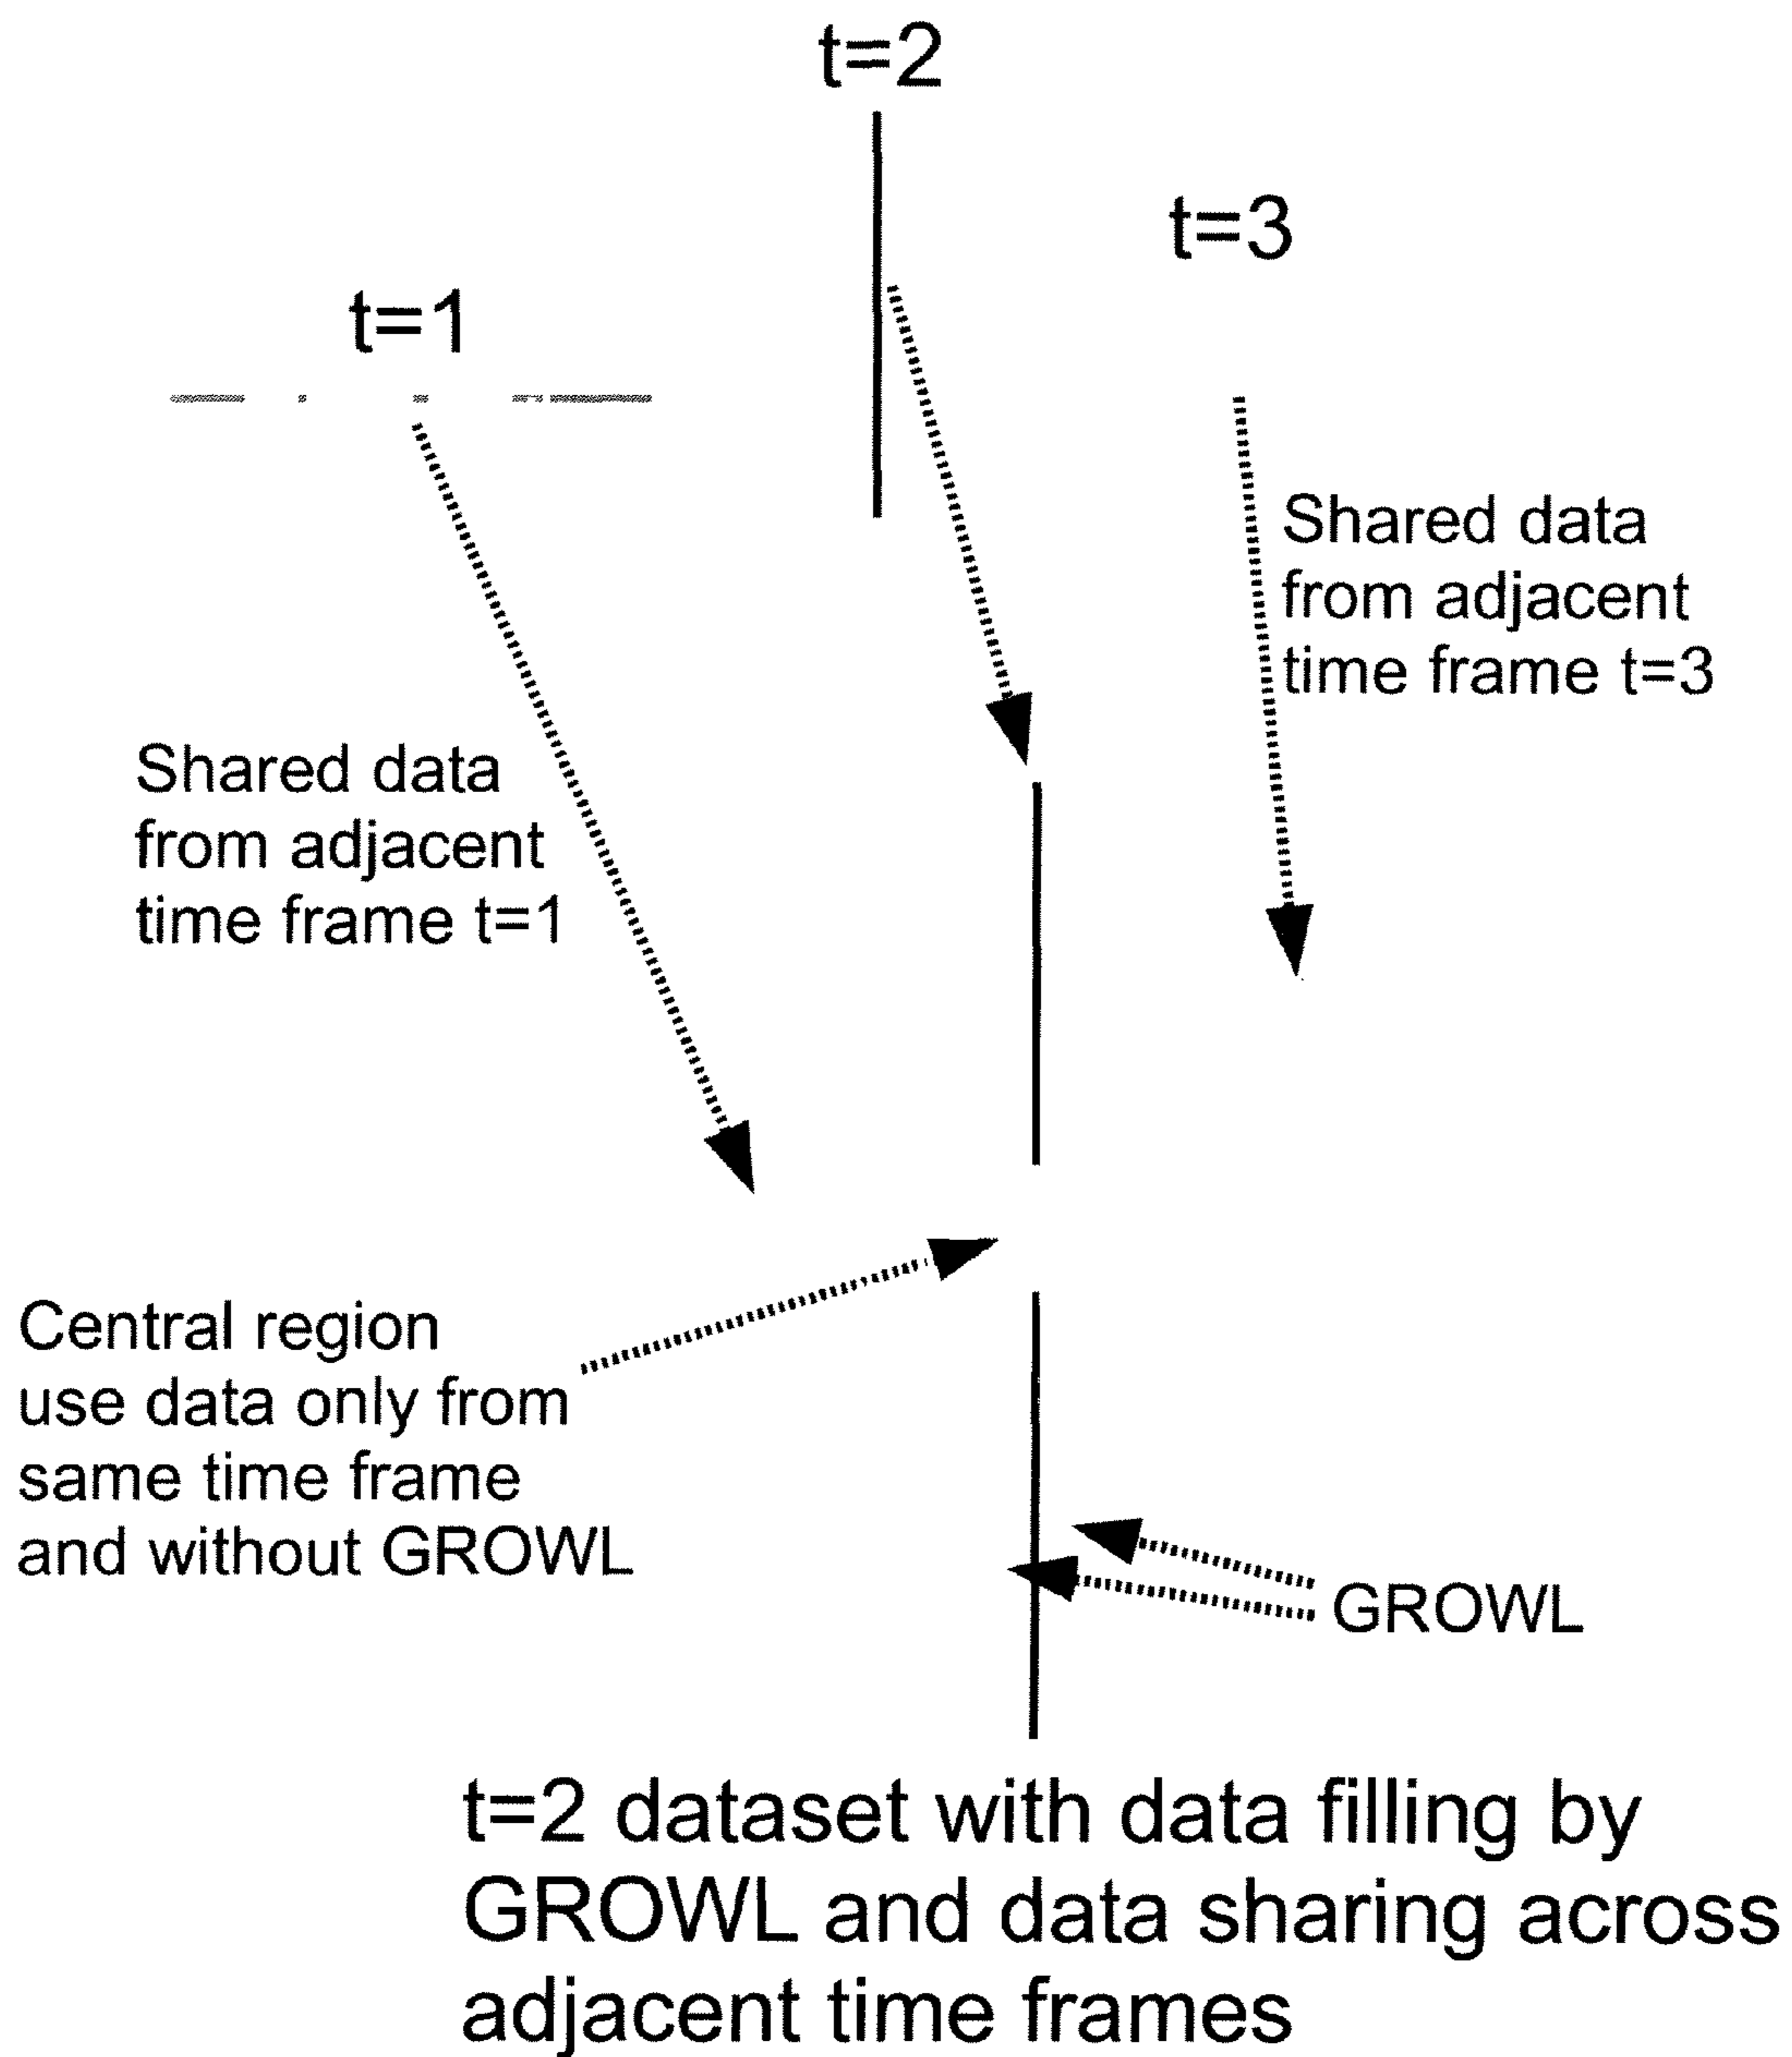 t=2
t=3
t=1
Shared data
from adjacent
time frame t=3
Shared data
from adjacent
time frame t=1
Central region
use data only from
same time frame
and without GROWL
GROWL
t=2 dataset with data filling by
GROWL and data sharing across
adjacent time frames